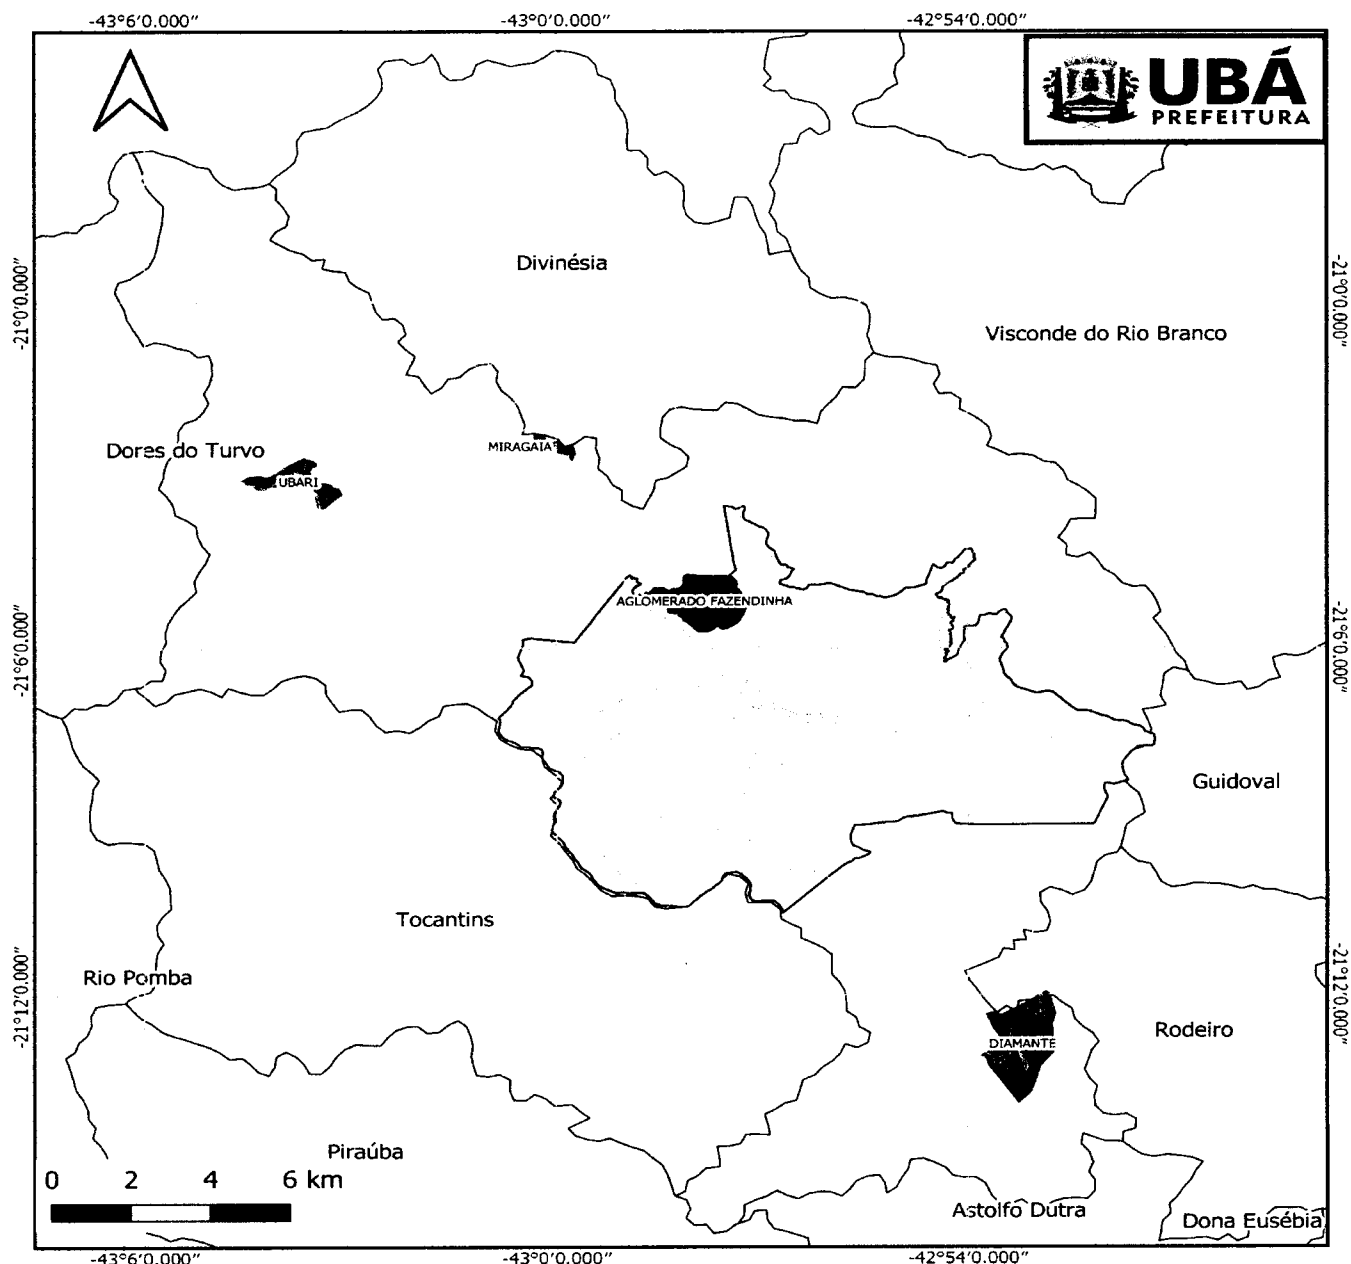 -43°6'0.000"
-43°0'0.000"
-42°54'0.000"
UBÁ
PREFEITURA
-21°0'0.000"
-21°0'0.000"
Divinésia
Visconde do Rio Branco
MIRAGAIA
Dores do Turvo
UBARI
AGLOMERADO FAZENDINHA
-21°6'0.000"
-21°6'0.000"
Guidoval
Tocantins
Rio Pomba
-21°12'0.000"
-21°12'0.000"
Rodeiro
DIAMANTE
Piraúba
0 2 4 6 km
Astolfo Dutra
Dona Eusébia
-43°6'0.000"
-43°0'0.000"
-42°54'0.000"